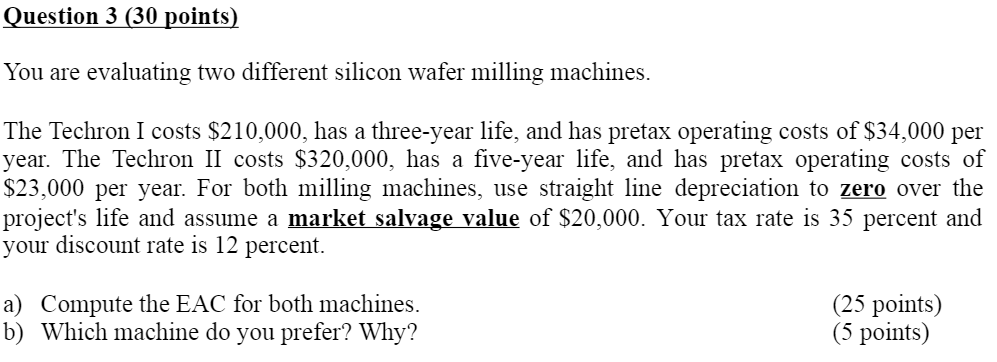 Question 3 (30 points)
You are evaluating two different silicon wafer milling machines.
The Techron I costs $210,000, has a three-year life, and has pretax operating costs of $34,000 per
year. The Techron II costs $320,000, has a five-year life, and has pretax operating costs of
$23,000 per year. For both milling machines, use straight line depreciation to zero over the
project's life and assume a market salvage value of $20,000. Your tax rate is 35 percent and
your discount rate is 12 percent.
a) Compute the EAC for both machines. (25 points)
b) Which machine do you prefer? Why? (5 points)